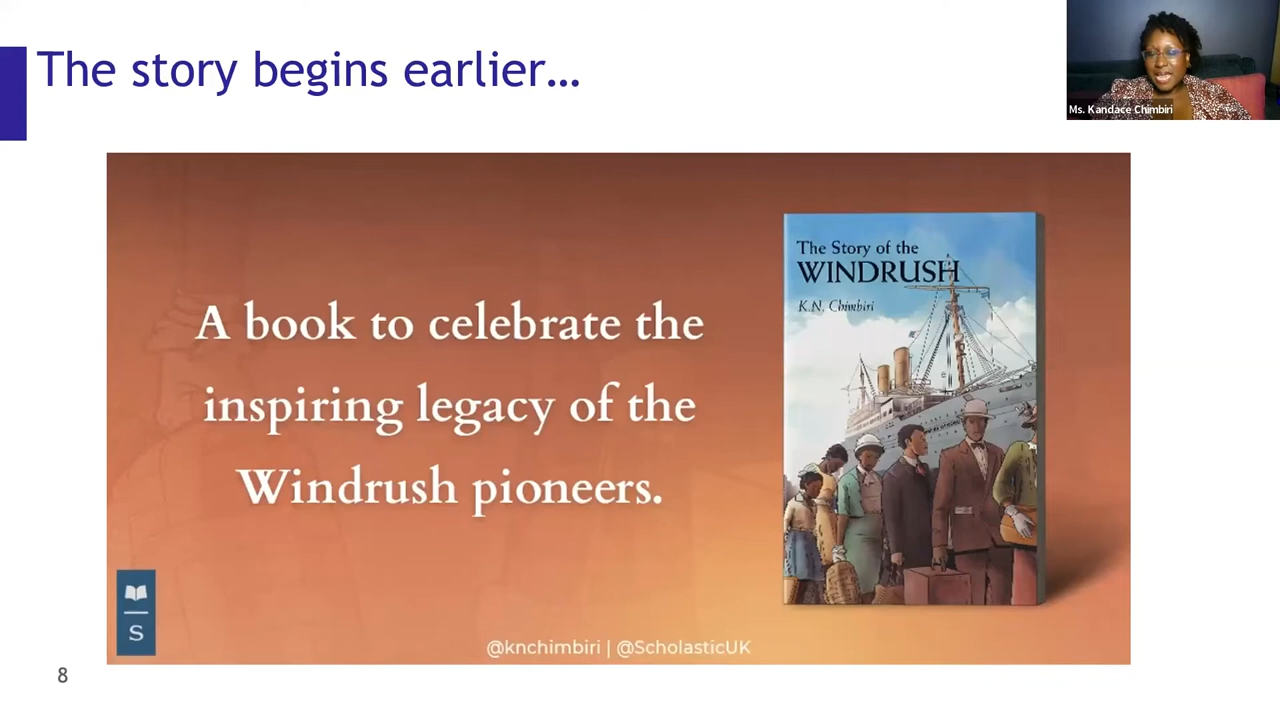 The story begins earlier…
Ms. Kandace Chimbiri
A book to celebrate the
inspiring legacy of the
Windrush pioneers.
The Story of the
WINDRUSH
K.N. Chimbiri
S
@knchimbiri | @ScholasticUK
8